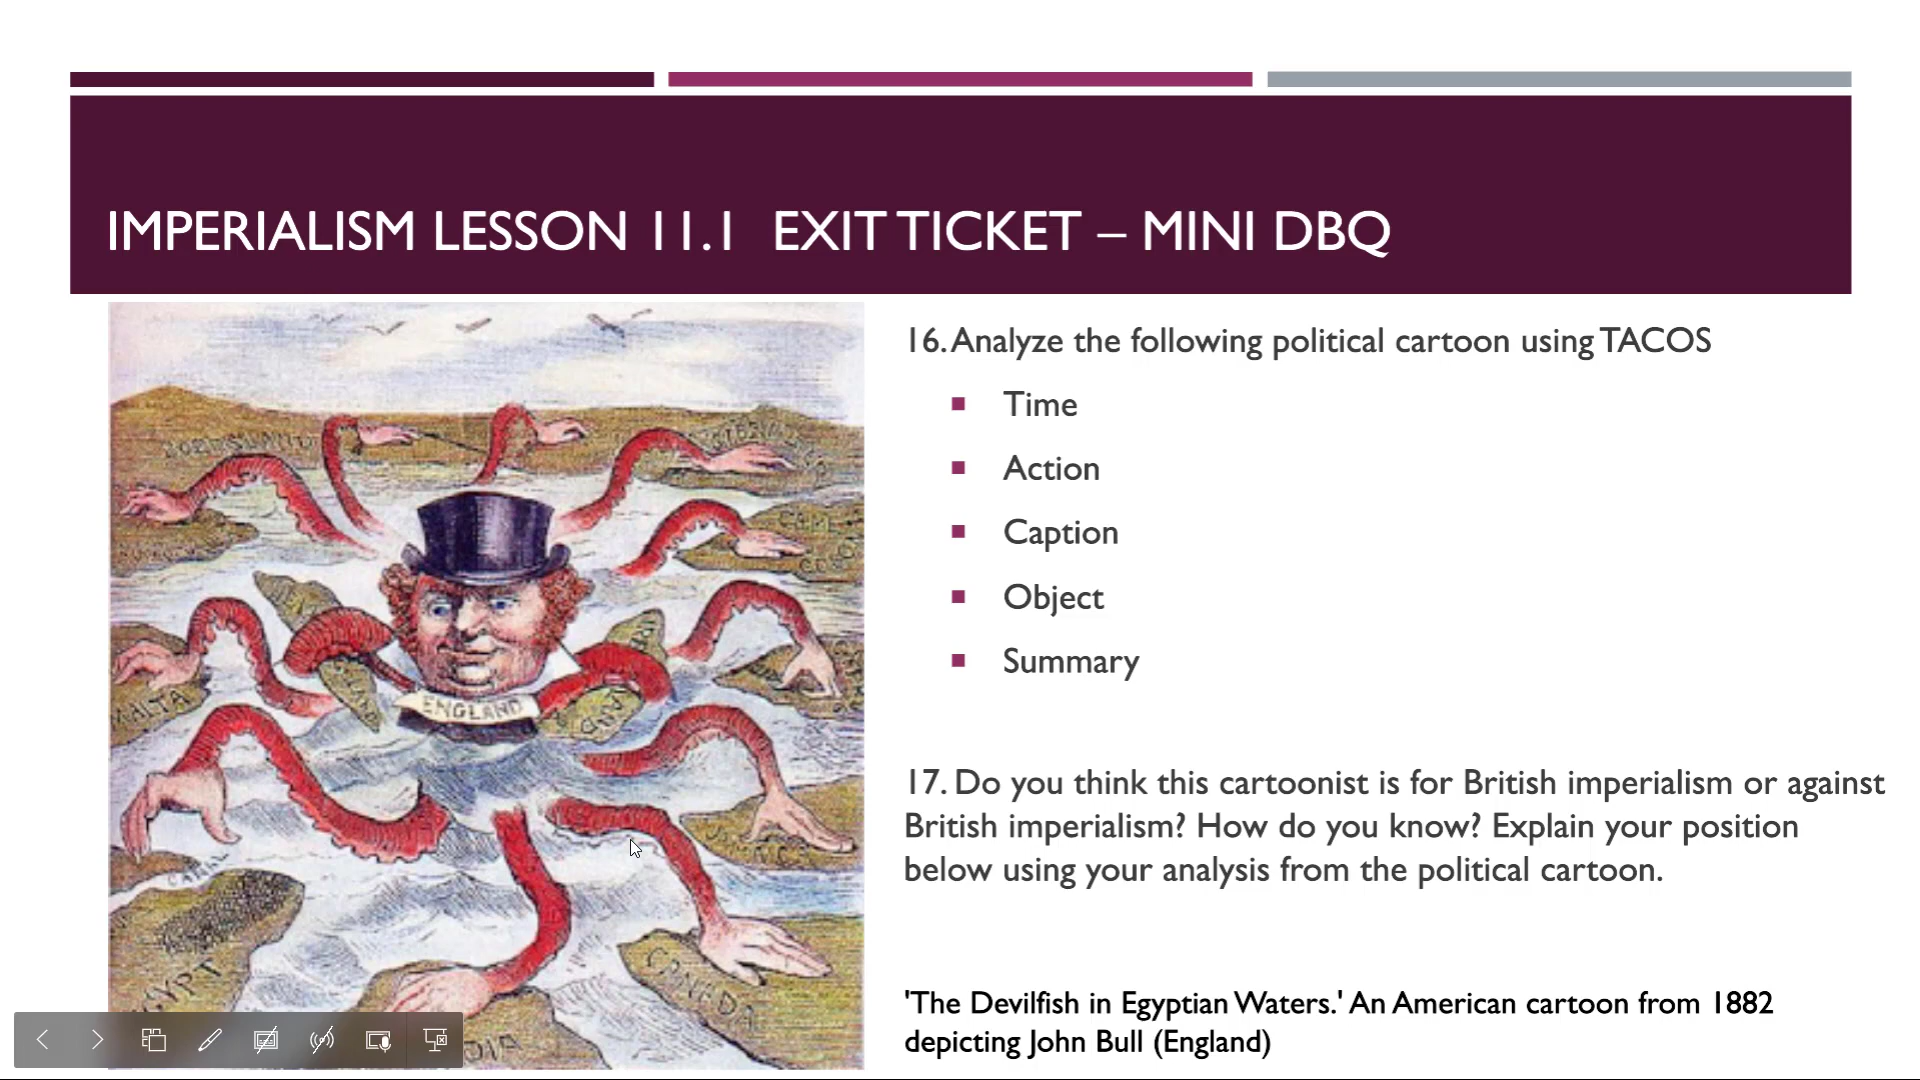 IMPERIALISM LESSON 11.1 EXIT TICKET – MINI DBQ
16. Analyze the following political cartoon using TACOS
Time
Action
Caption
Object
Summary
17. Do you think this cartoonist is for British imperialism or against
British imperialism? How do you know? Explain your position
below using your analysis from the political cartoon.
'The Devilfish in Egyptian Waters.' An American cartoon from 1882
depicting John Bull (England)
ENGLAND
MALTA
CANEDA